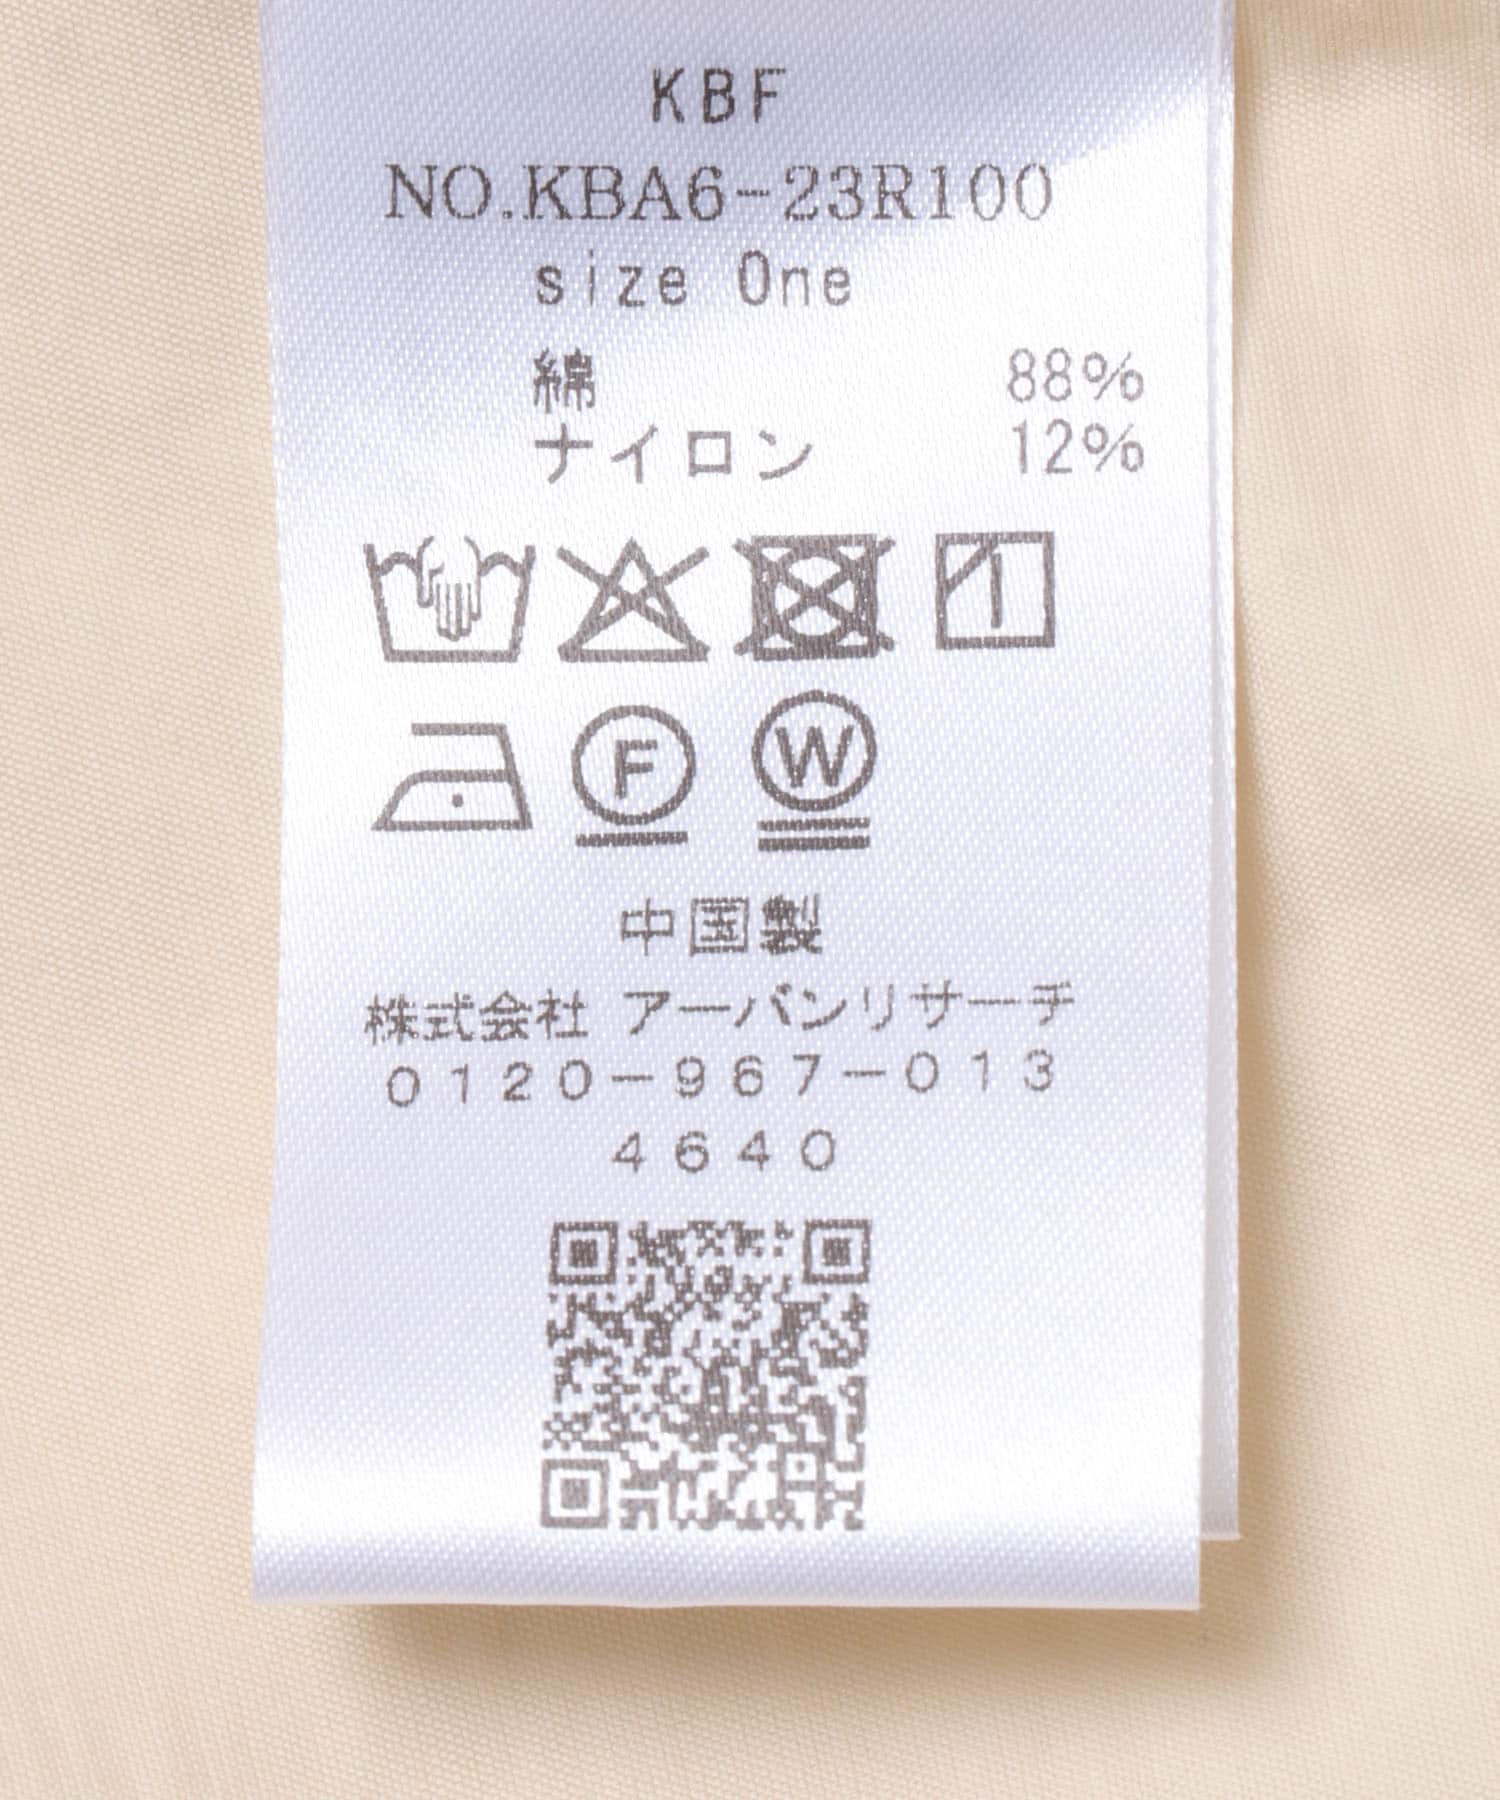 KBF
NO.KBA6-23R100
size One
綿 88%
ナイロン 12%
F W
中国製
株式会社 アーバンリサーチ
0120-967-013
4640